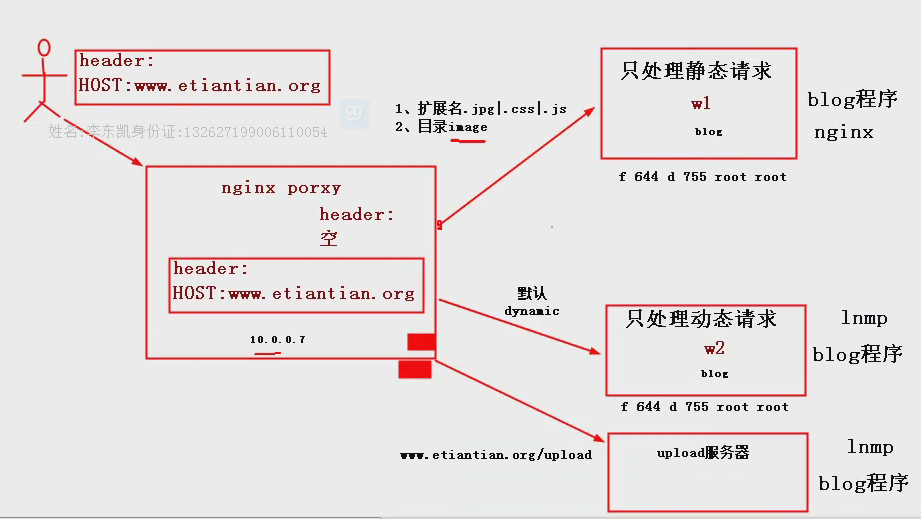 header:
HOST:www.etiantian.org
姓名:李东凯身份证:132627199006110054
1、扩展名.jpg|.css|.js
2、目录image
只处理静态请求
w1
blog
blog程序
nginx
f 644 d 755 root root
nginx porxy
header:
空
header:
HOST:www.etiantian.org
10.0.0.7
默认
dynamic
只处理动态请求
w2
blog
lnmp
blog程序
f 644 d 755 root root
www.etiantian.org/upload
upload服务器
lnmp
blog程序